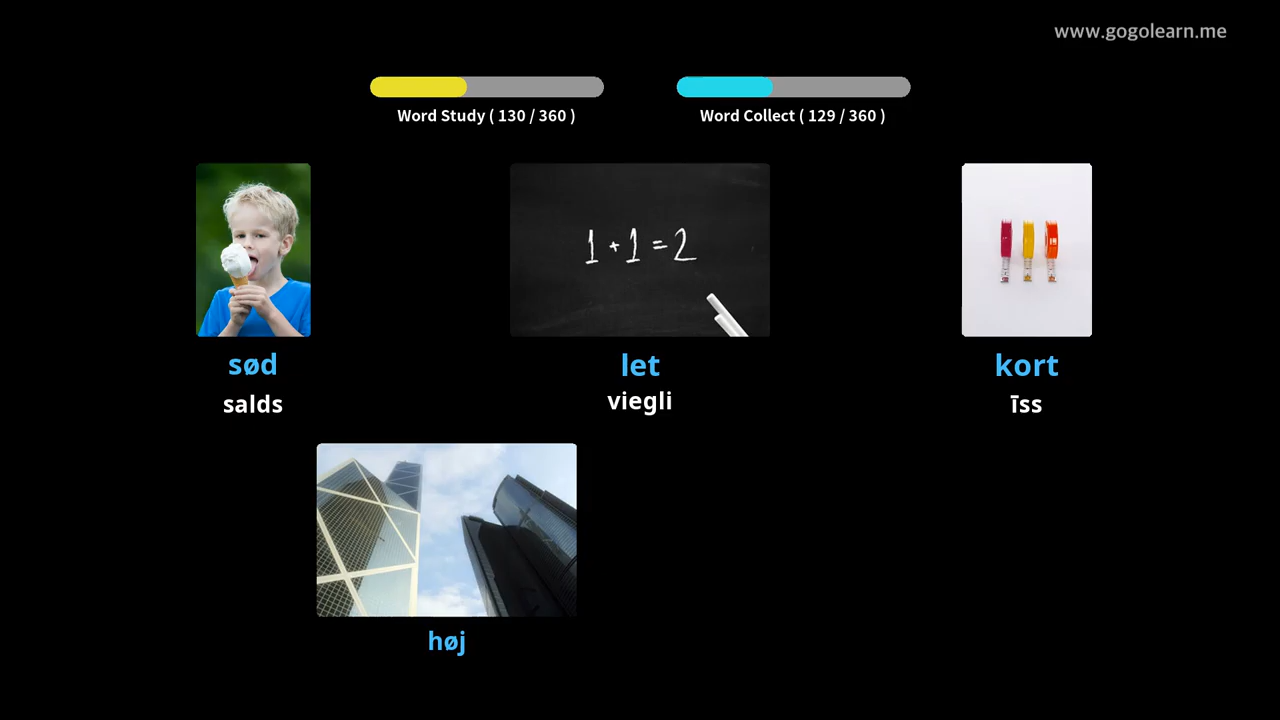 www.gogolearn.me
Word Study ( 130 / 360 )
Word Collect ( 129 / 360 )
1 + 1 = 2
sød
let
kort
salds
viegli
īss
høj